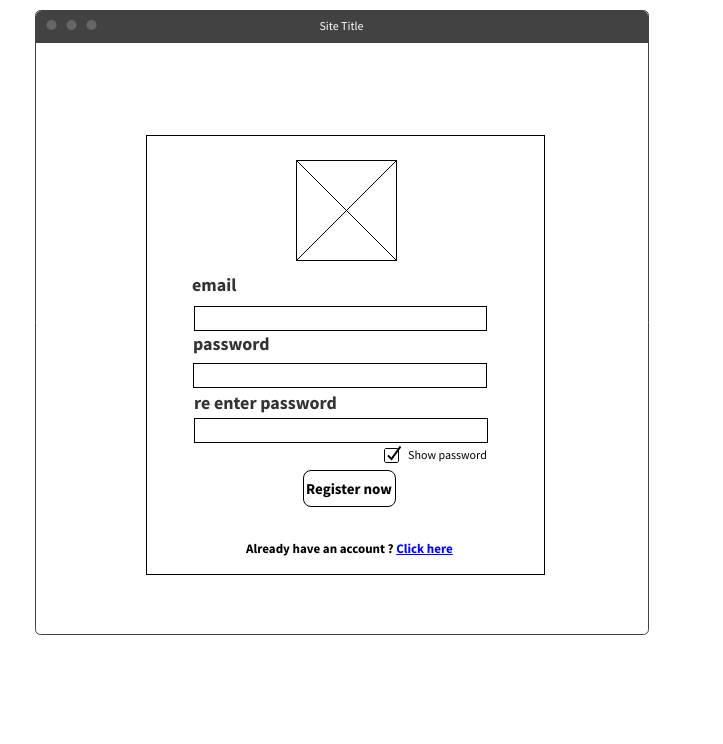 Site Title
email
password
re enter password
Show password
Register now
Already have an account ? Click here